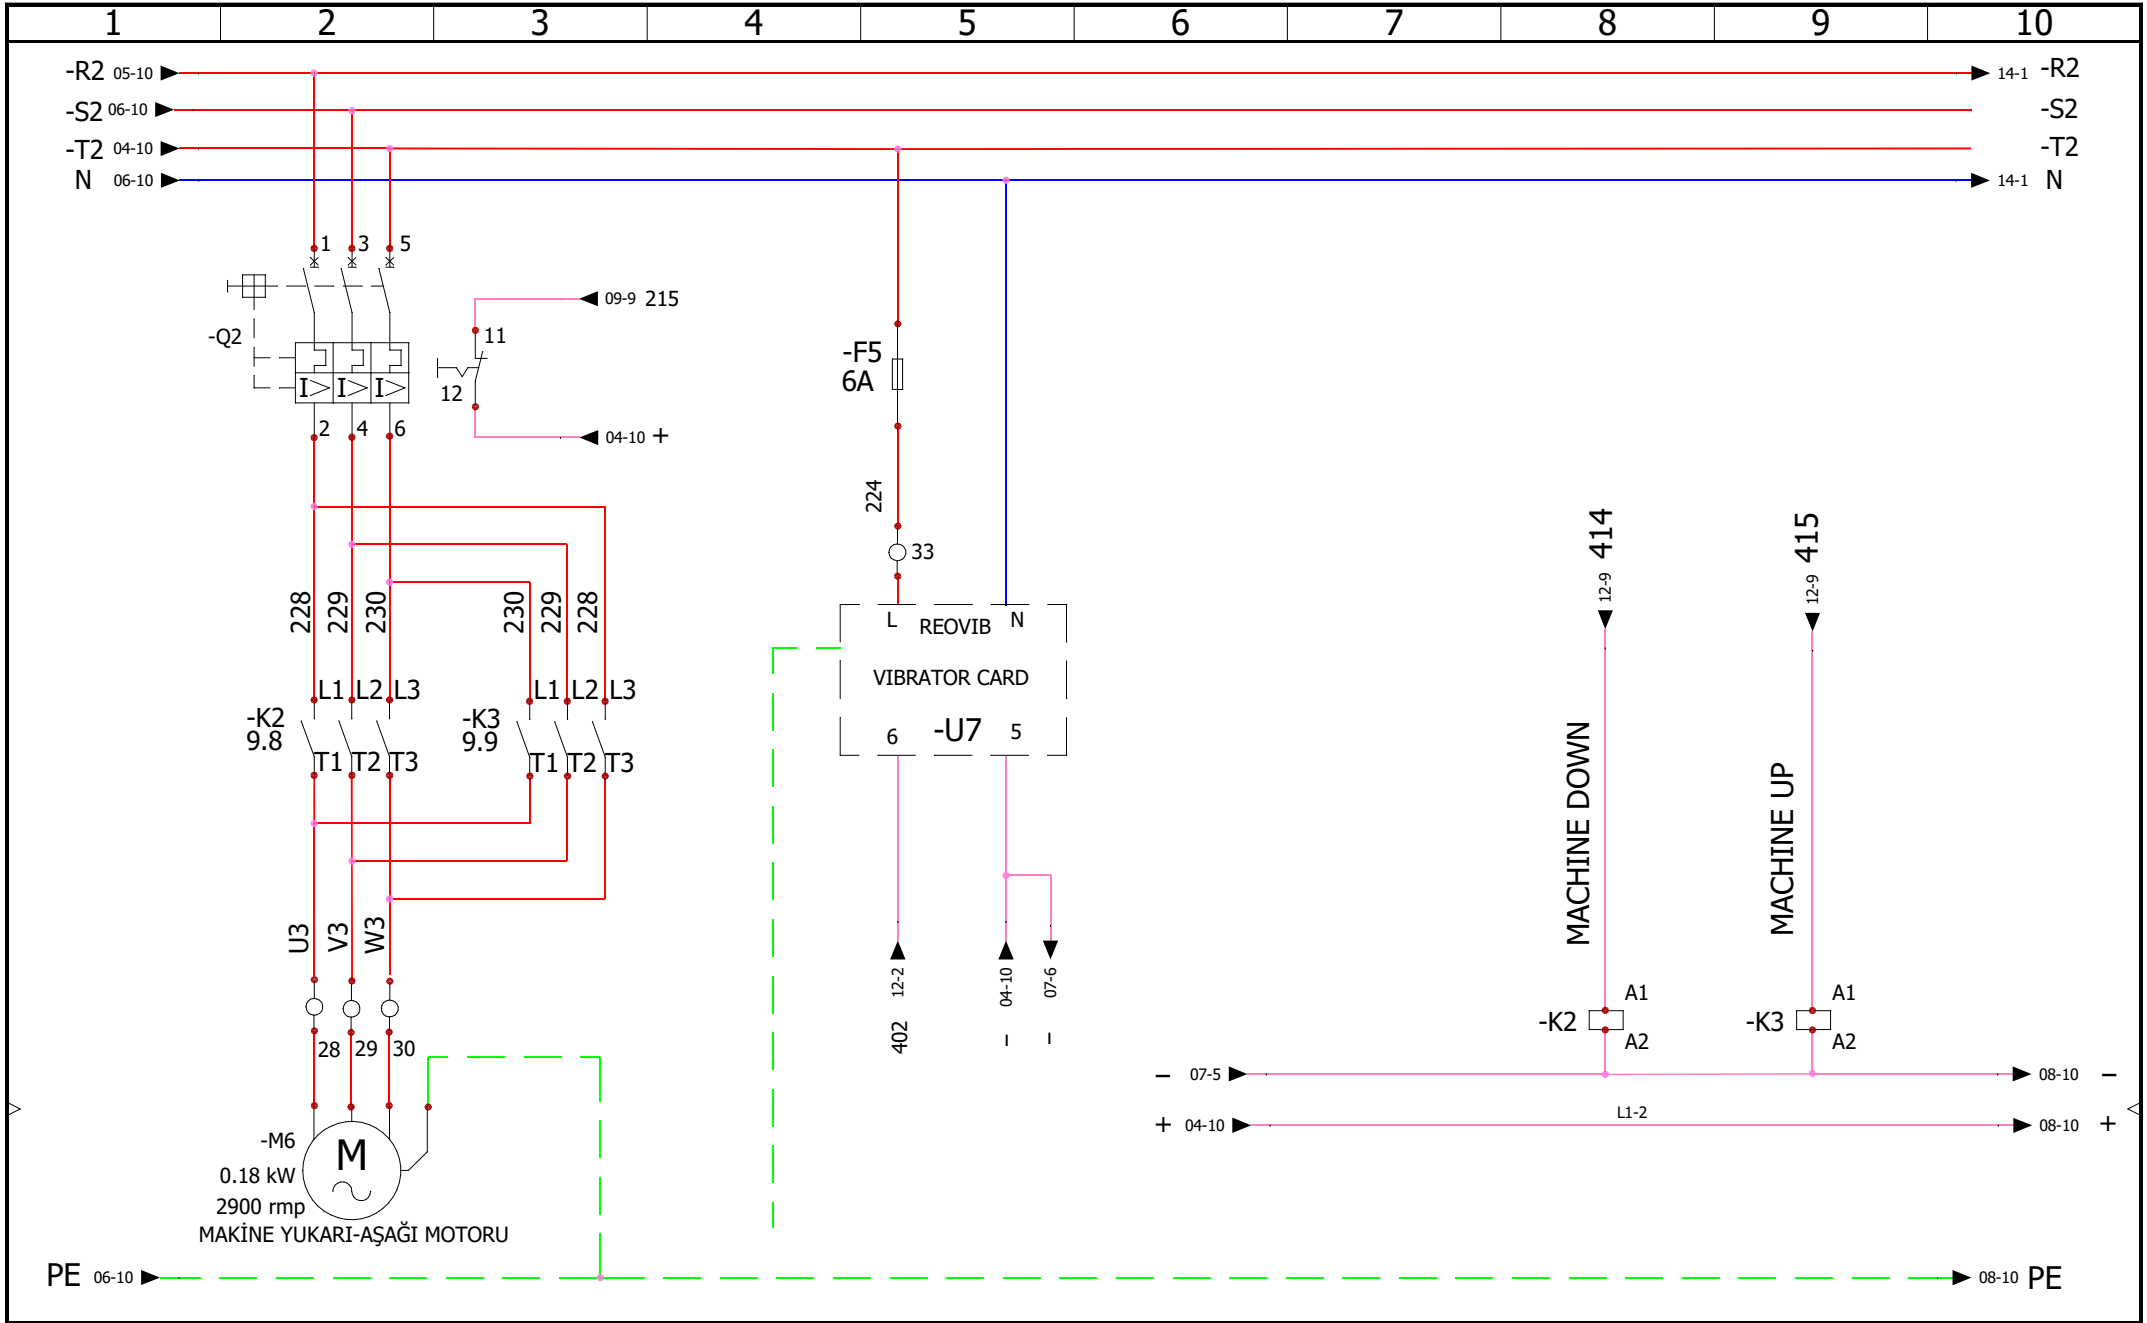 1 2 3 4 5 6 7 8 9 10
-R2 05-10 14-1 -R2
-S2 06-10 -S2
-T2 04-10 -T2
N 06-10 14-1 N
1 3 5
09-9 215
-Q2
11
12
I> I> I>
2 4 6
04-10 +
-F5
6A
224
33
414
12-9
415
12-9
228
229
230
230
229
228
L N
REOVIB
VIBRATOR CARD
-U7
6 5
L1 L2 L3
-K2
9.8
T1 T2 T3
L1 L2 L3
-K3
9.9
T1 T2 T3
MACHINE DOWN
MACHINE UP
U3
V3
W3
12-2
402
04-10
–
07-6
–
A1
-K2
A2
A1
-K3
A2
28 29 30
– 07-5 08-10 –
L1-2
+ 04-10 08-10 +
M
-M6
0.18 kW
2900 rmp
MAKİNE YUKARI-AŞAĞI MOTORU
PE 06-10 08-10 PE